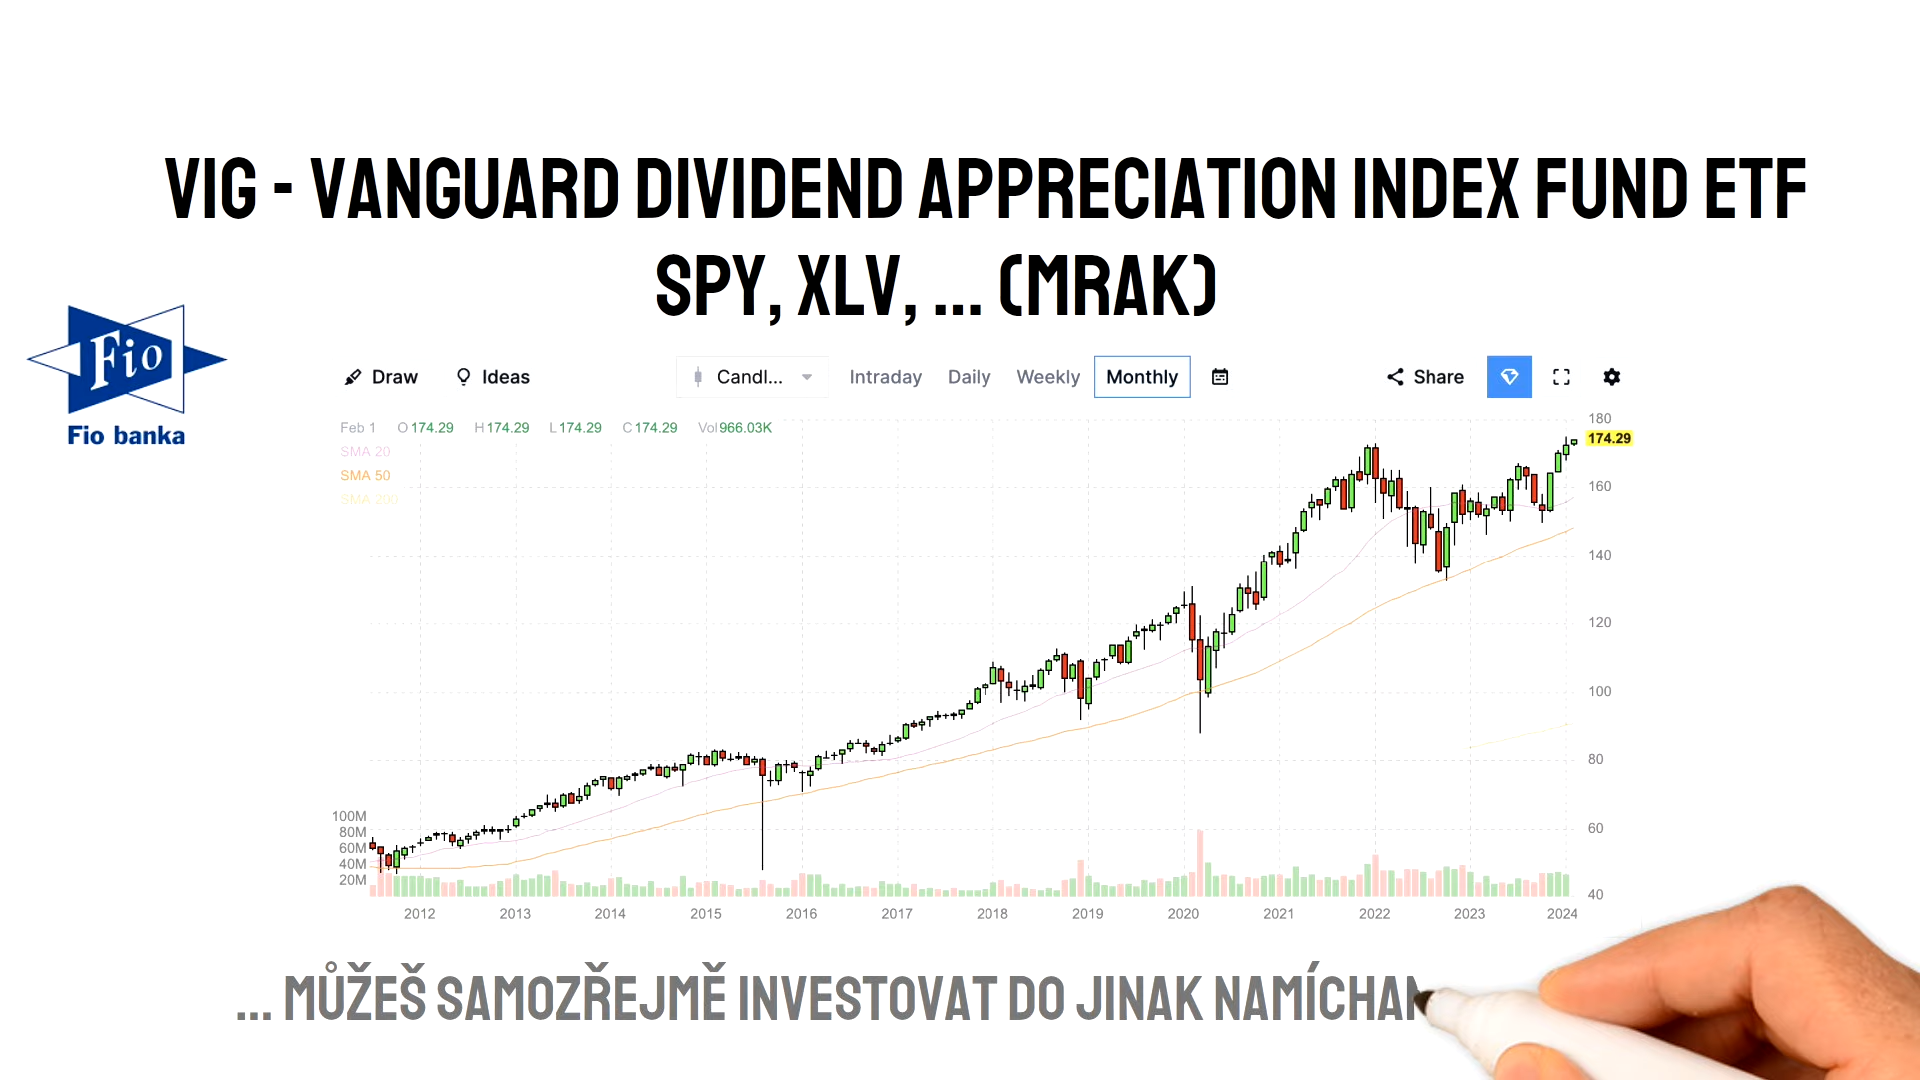 VIG - VANGUARD DIVIDEND APPRECIATION INDEX FUND ETF
SPY, XLV, ... (MRAK)
Fio
Fio banka
Draw Ideas Candl... Intraday Daily Weekly Monthly Share
Feb 1 O 174.29 H 174.29 L 174.29 C 174.29 Vol 966.03K
SMA 20
SMA 50
SMA 200
180
174.29
160
140
120
100
80
60
40
100M
80M
60M
40M
20M
2012 2013 2014 2015 2016 2017 2018 2019 2020 2021 2022 2023 2024
... MŮŽEŠ SAMOZŘEJMĚ INVESTOVAT DO JINAK NAMÍCHAN